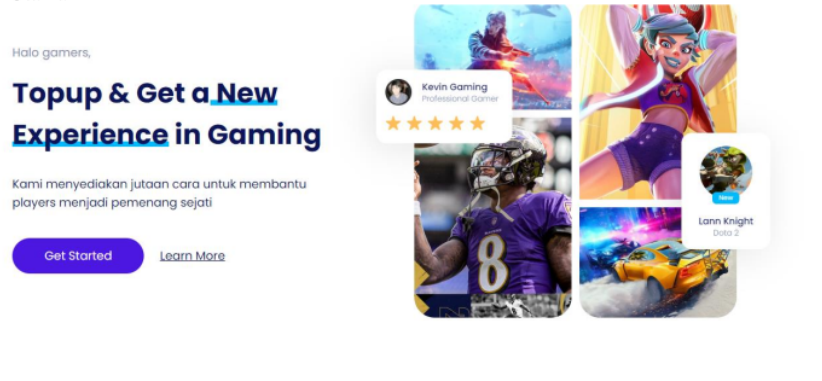 Halo gamers,
Topup & Get a New
Experience in Gaming
Kami menyediakan jutaan cara untuk membantu
players menjadi pemenang sejati
Get Started
Learn More
Kevin Gaming
Professional Gamer
8
New
Lann Knight
Dota 2